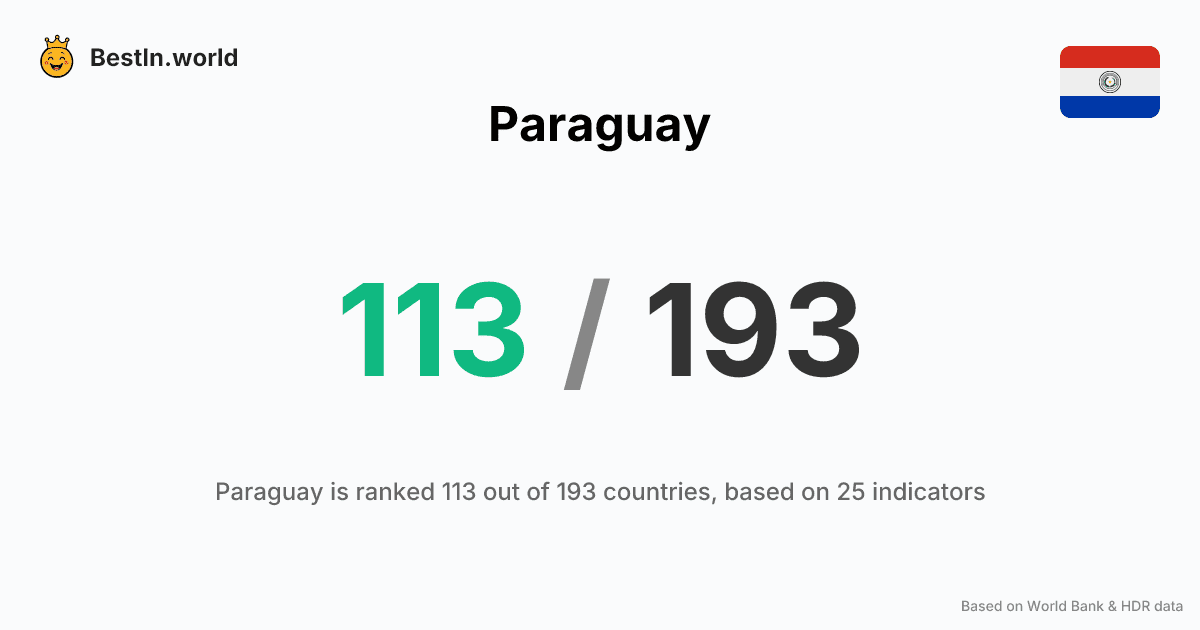 BestIn.world
Paraguay
113 / 193
Paraguay is ranked 113 out of 193 countries, based on 25 indicators
Based on World Bank & HDR data